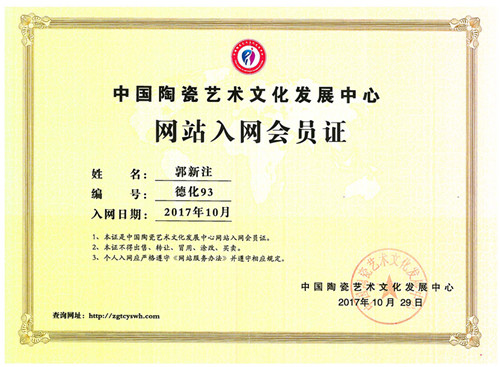 中国陶瓷艺术文化发展中心
网站入网会员证
姓 名：郭新注
编 号：德化93
入网日期：2017年10月
1、本证是中国陶瓷艺术文化发展中心网站入网会员证。
2、本证不得出售、转让、冒用、涂改、买卖。
3、个人入网应严格遵守《网站服务办法》并遵守相应规定。
中国陶瓷艺术文化发展中心
2017年10月29日
查询网址：http://zgtcyswh.com